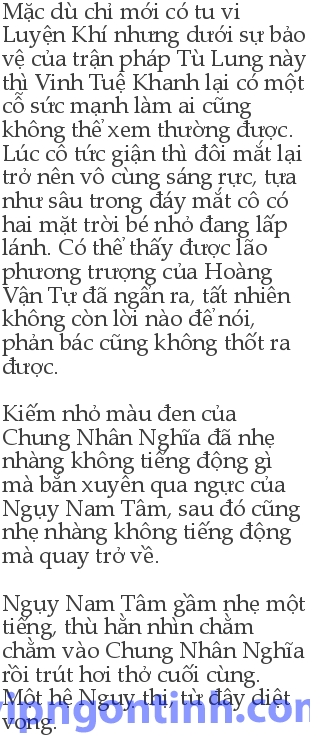 Mặc dù chỉ mới có tu vi
Luyện Khí nhưng dưới sự bảo
vệ của trận pháp Tù Lung này
thì Vinh Tuệ Khanh lại có một
cỗ sức mạnh làm ai cũng
không thể xem thường được.
Lúc cô tức giận thì đôi mắt lại
trở nên vô cùng sáng rực, tựa
như sâu trong đáy mắt cô có
hai mặt trời bé nhỏ đang lấp
lánh. Có thể thấy được lão
phương trượng của Hoàng
Vận Tự đã ngẩn ra, tất nhiên
không còn lời nào để nói,
phản bác cũng không thốt ra
được.

Kiếm nhỏ màu đen của
Chung Nhân Nghĩa đã nhẹ
nhàng không tiếng động gì
mà bắn xuyên qua ngực của
Ngụy Nam Tâm, sau đó cũng
nhẹ nhàng không tiếng động
mà quay trở về.

Ngụy Nam Tâm gầm nhẹ một
tiếng, thù hằn nhìn chằm
chằm vào Chung Nhân Nghĩa
rồi trút hơi thở cuối cùng.
Một hệ Ngụy thị, từ đây diệt
vong.
vipngontinh.com